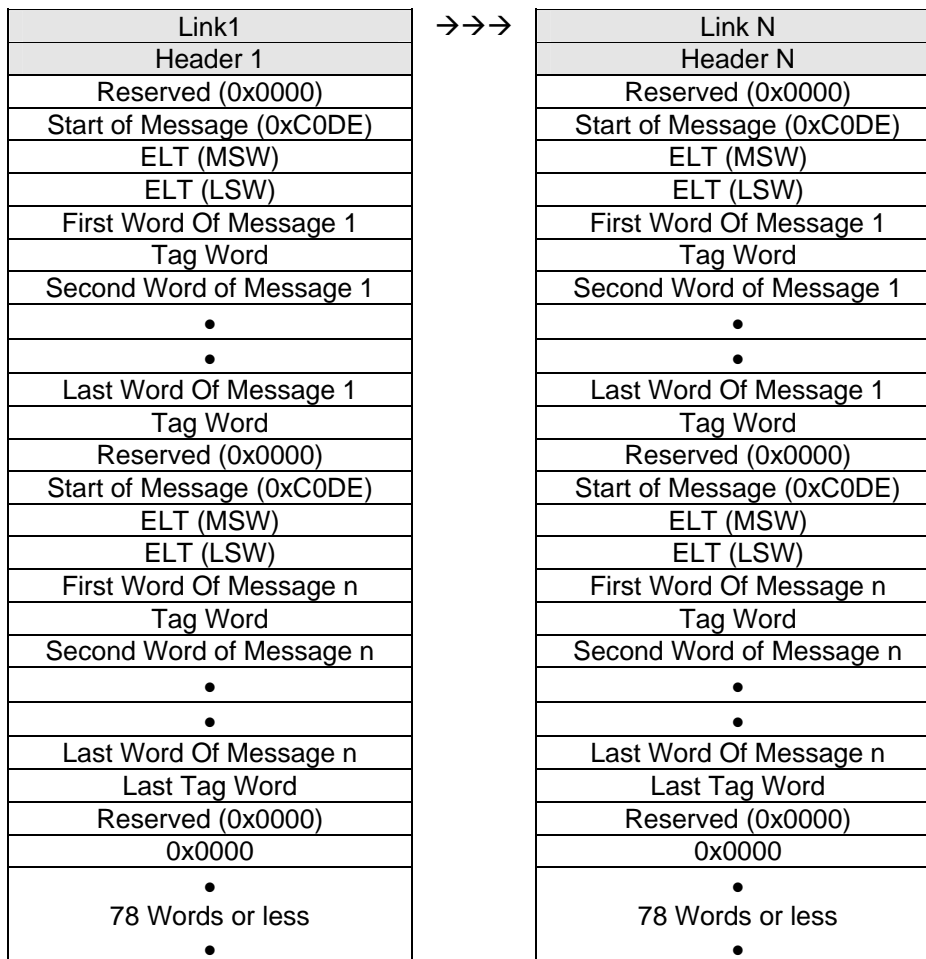 Link1
Header 1
Reserved (0x0000)
Start of Message (0xC0DE)
ELT (MSW)
ELT (LSW)
First Word Of Message 1
Tag Word
Second Word of Message 1
•
•
Last Word Of Message 1
Tag Word
Reserved (0x0000)
Start of Message (0xC0DE)
ELT (MSW)
ELT (LSW)
First Word Of Message n
Tag Word
Second Word of Message n
•
•
Last Word Of Message n
Last Tag Word
Reserved (0x0000)
0x0000
•
78 Words or less
•
→→→
Link N
Header N
Reserved (0x0000)
Start of Message (0xC0DE)
ELT (MSW)
ELT (LSW)
First Word Of Message 1
Tag Word
Second Word of Message 1
•
•
Last Word Of Message 1
Tag Word
Reserved (0x0000)
Start of Message (0xC0DE)
ELT (MSW)
ELT (LSW)
First Word Of Message n
Tag Word
Second Word of Message n
•
•
Last Word Of Message n
Last Tag Word
Reserved (0x0000)
0x0000
•
78 Words or less
•